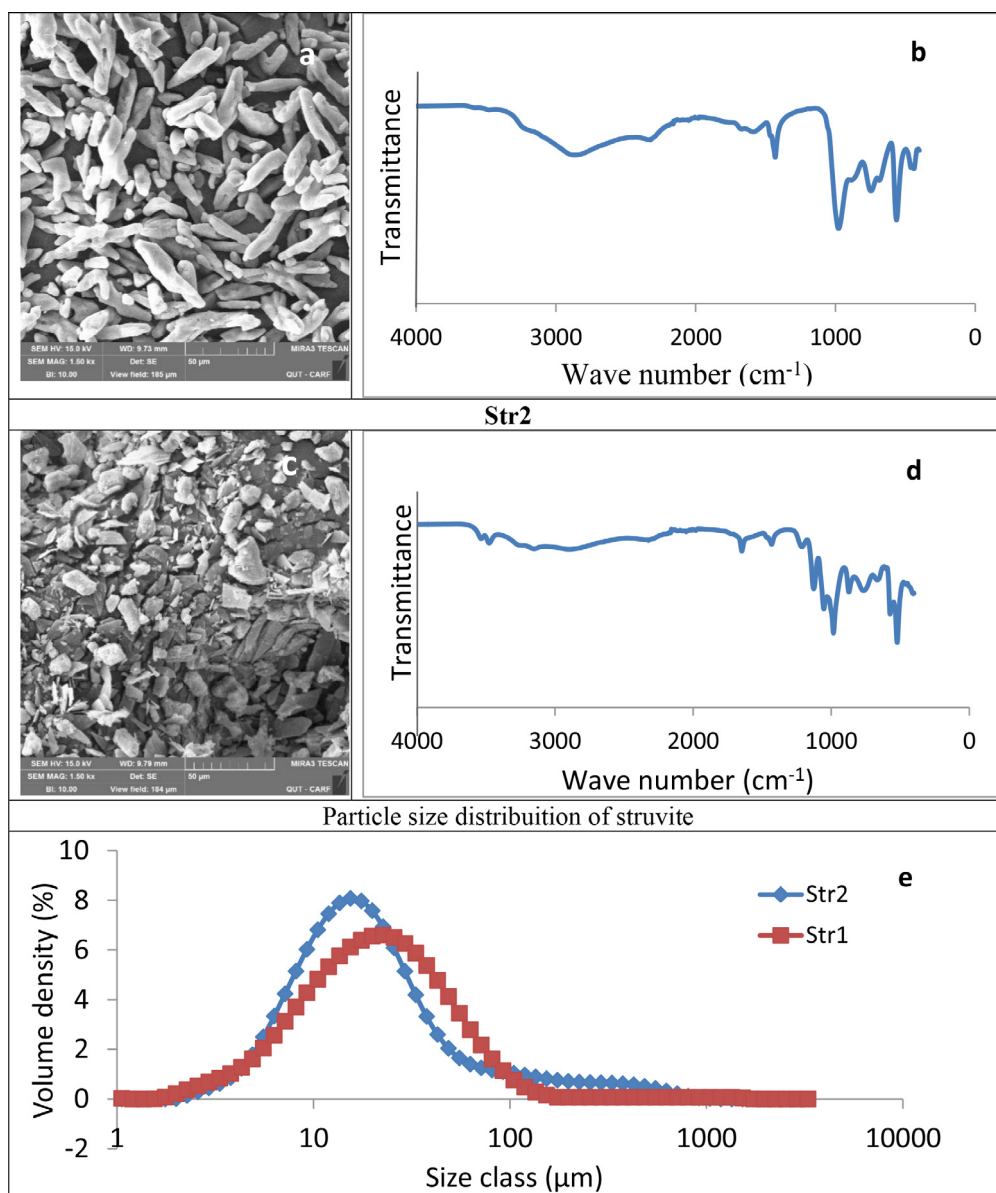 a
SEM HV: 15.0 kV WD: 9.73 mm MIRA3 TESCAN
SEM MAG: 1.50 kx Det: SE 50 µm
BI: 10.00 View field: 185 µm QUT - CARF
b
Transmittance
4000 3000 2000 1000 0
Wave number (cm-1)
Str2
c
SEM HV: 15.0 kV WD: 9.79 mm MIRA3 TESCAN
SEM MAG: 1.50 kx Det: SE 50 µm
BI: 10.00 View field: 184 µm QUT - CARF
d
Transmittance
4000 3000 2000 1000 0
Wave number (cm-1)
Particle size distribuition of struvite
e
Volume density (%)
10
8
6
4
2
0
-2
1 10 100 1000 10000
Size class (µm)
Str2
Str1